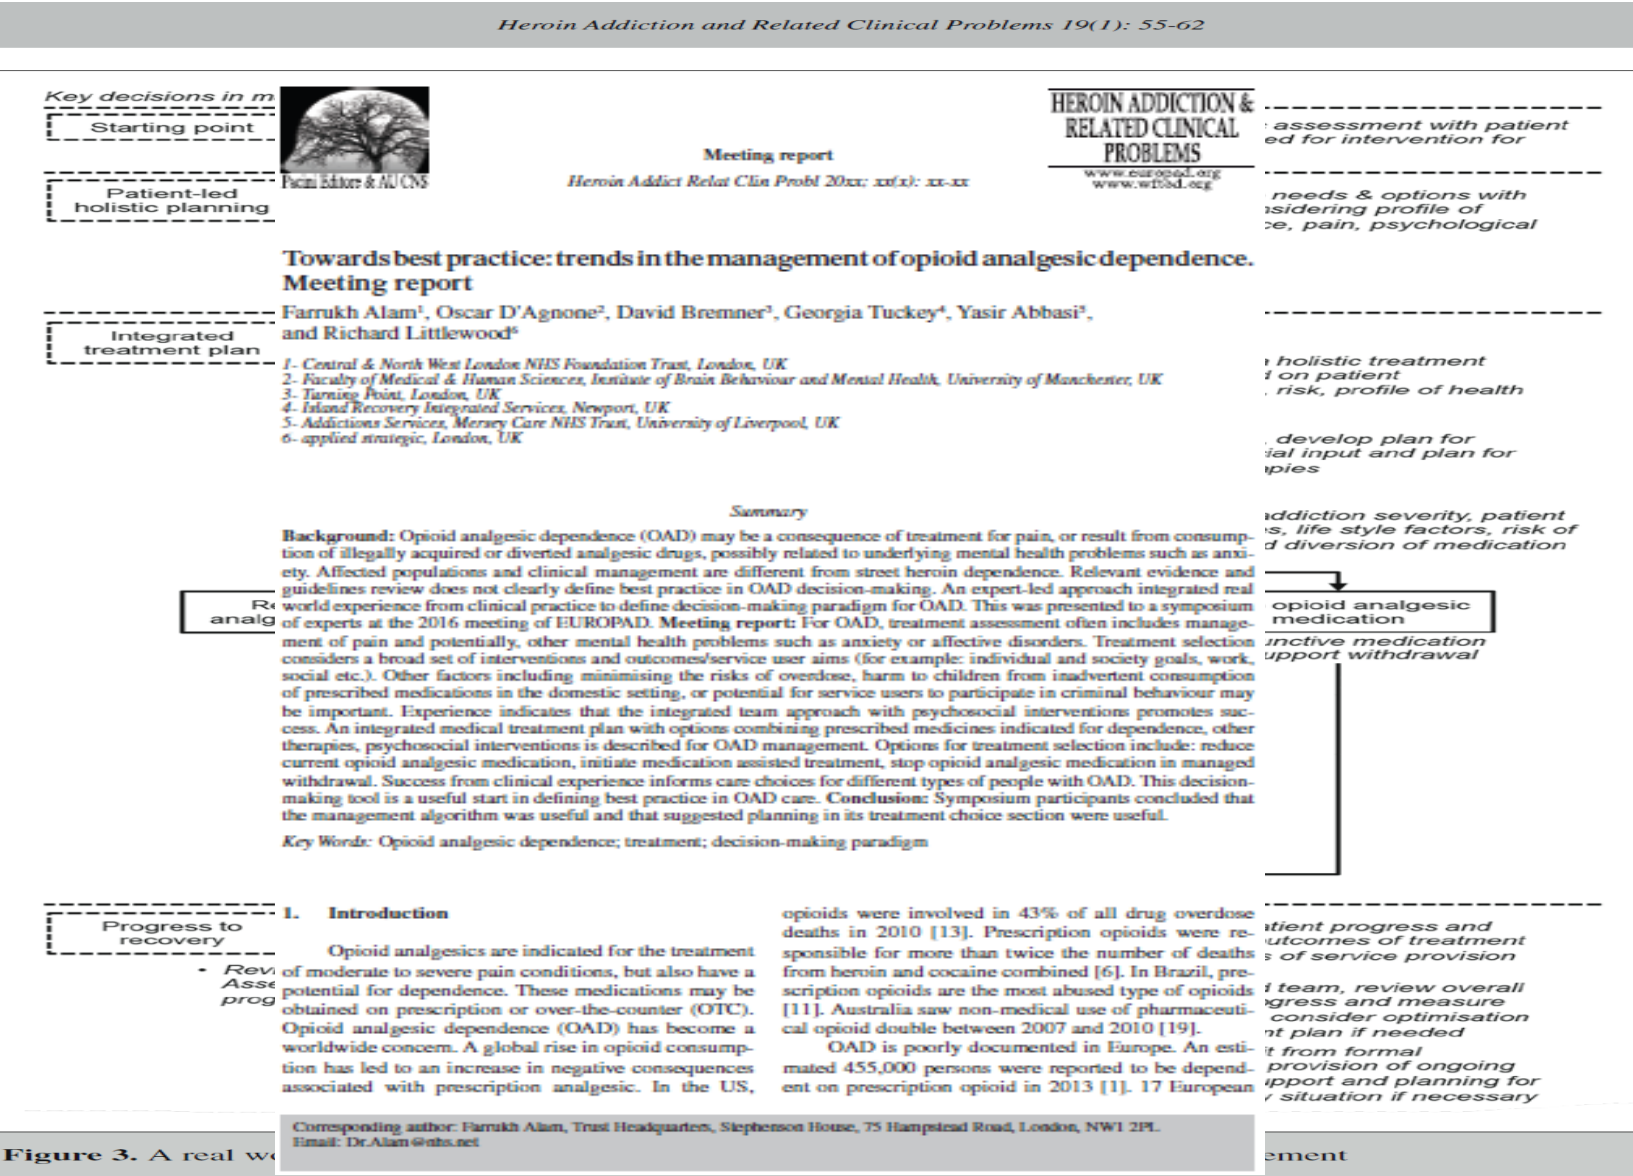 Heroin Addiction and Related Clinical Problems 19(1): 55-62
Key decisions in m
Starting point
Patient-led
holistic planning
Integrated
treatment plan
Re
analg
Progress to
recovery
• Revi
Asse
prog
Pacini Editore & AU CNS
Meeting report
Heroin Addict Relat Clin Probl 20xx; xx(x): xx-xx
HEROIN ADDICTION &
RELATED CLINICAL
PROBLEMS
www.europad.org
www.wftod.org
Towards best practice: trends in the management of opioid analgesic dependence.
Meeting report
Farrukh Alam¹, Oscar D'Agnone², David Bremner³, Georgia Tuckey⁴, Yasir Abbasi⁵,
and Richard Littlewood⁶
1- Central & North West London NHS Foundation Trust, London, UK
2- Faculty of Medical & Human Sciences, Institute of Brain Behaviour and Mental Health, University of Manchester, UK
3- Turning Point, London, UK
4- Island Recovery Integrated Services, Newport, UK
5- Addictions Services, Mersey Care NHS Trust, University of Liverpool, UK
6- applied strategic, London, UK
Summary
Background: Opioid analgesic dependence (OAD) may be a consequence of treatment for pain, or result from consump-
tion of illegally acquired or diverted analgesic drugs, possibly related to underlying mental health problems such as anxi-
ety. Affected populations and clinical management are different from street heroin dependence. Relevant evidence and
guidelines review does not clearly define best practice in OAD decision-making. An expert-led approach integrated real
world experience from clinical practice to define decision-making paradigm for OAD. This was presented to a symposium
of experts at the 2016 meeting of EUROPAD. Meeting report: For OAD, treatment assessment often includes manage-
ment of pain and potentially, other mental health problems such as anxiety or affective disorders. Treatment selection
considers a broad set of interventions and outcomes/service user aims (for example: individual and society goals, work,
social etc.). Other factors including minimising the risks of overdose, harm to children from inadvertent consumption
of prescribed medications in the domestic setting, or potential for service users to participate in criminal behaviour may
be important. Experience indicates that the integrated team approach with psychosocial interventions promotes suc-
cess. An integrated medical treatment plan with options combining prescribed medicines indicated for dependence, other
therapies, psychosocial interventions is described for OAD management. Options for treatment selection include: reduce
current opioid analgesic medication, initiate medication assisted treatment, stop opioid analgesic medication in managed
withdrawal. Success from clinical experience informs care choices for different types of people with OAD. This decision-
making tool is a useful start in defining best practice in OAD care. Conclusion: Symposium participants concluded that
the management algorithm was useful and that suggested planning in its treatment choice section were useful.
Key Words: Opioid analgesic dependence; treatment; decision-making paradigm
1. Introduction
Opioid analgesics are indicated for the treatment
of moderate to severe pain conditions, but also have a
potential for dependence. These medications may be
obtained on prescription or over-the-counter (OTC).
Opioid analgesic dependence (OAD) has become a
worldwide concern. A global rise in opioid consump-
tion has led to an increase in negative consequences
associated with prescription analgesic. In the US,
opioids were involved in 43% of all drug overdose
deaths in 2010 [13]. Prescription opioids were re-
sponsible for more than twice the number of deaths
from heroin and cocaine combined [6]. In Brazil, pre-
scription opioids are the most abused type of opioids
[11]. Australia saw non-medical use of pharmaceuti-
cal opioid double between 2007 and 2010 [19].
OAD is poorly documented in Europe. An esti-
mated 455,000 persons were reported to be depend-
ent on prescription opioid in 2013 [1]. 17 European
Corresponding author: Farrukh Alam, Trust Headquarters, Stephenson House, 75 Hampstead Road, London, NW1 2PL
Email: Dr.Alam@nhs.net
assessment with patient
ed for intervention for
needs & options with
nsidering profile of
ce, pain, psychological
holistic treatment
d on patient
, risk, profile of health
, develop plan for
ial input and plan for
pies
addiction severity, patient
s, life style factors, risk of
d diversion of medication
opioid analgesic
medication
unctive medication
upport withdrawal
atient progress and
utcomes of treatment
s of service provision
d team, review overall
ogress and measure
consider optimisation
nt plan if needed
it from formal
provision of ongoing
upport and planning for
y situation if necessary
Figure 3. A real wo
ement